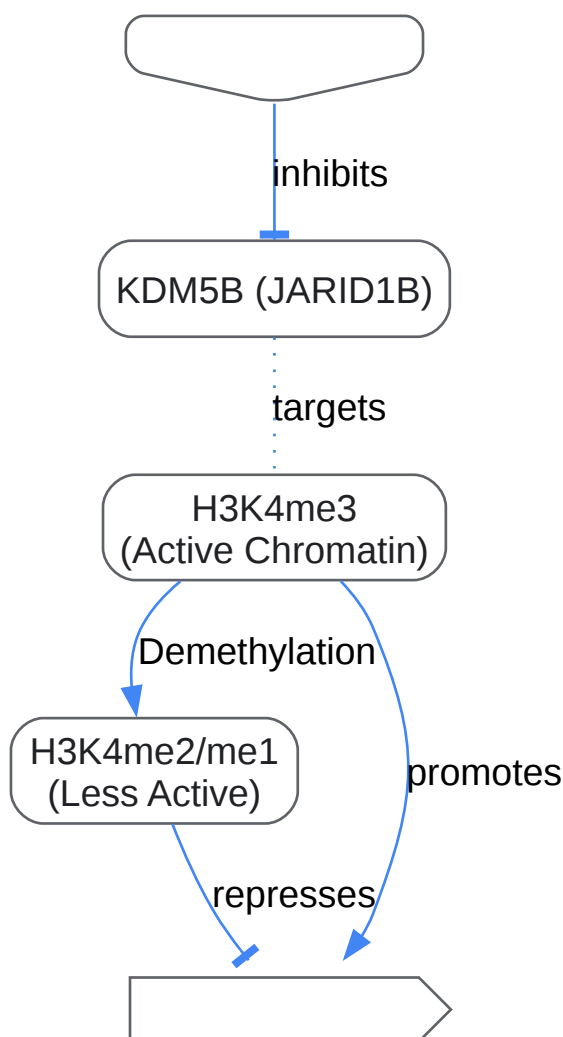 inhibits
KDM5B (JARID1B)
targets
H3K4me3
(Active Chromatin)
Demethylation
H3K4me2/me1
(Less Active)
promotes
represses